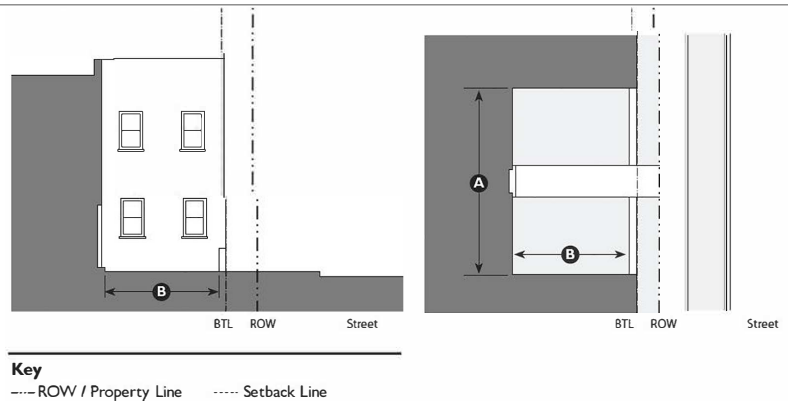 B
BTL ROW Street
A
B
BTL ROW Street
Key
ROW / Property Line Setback Line